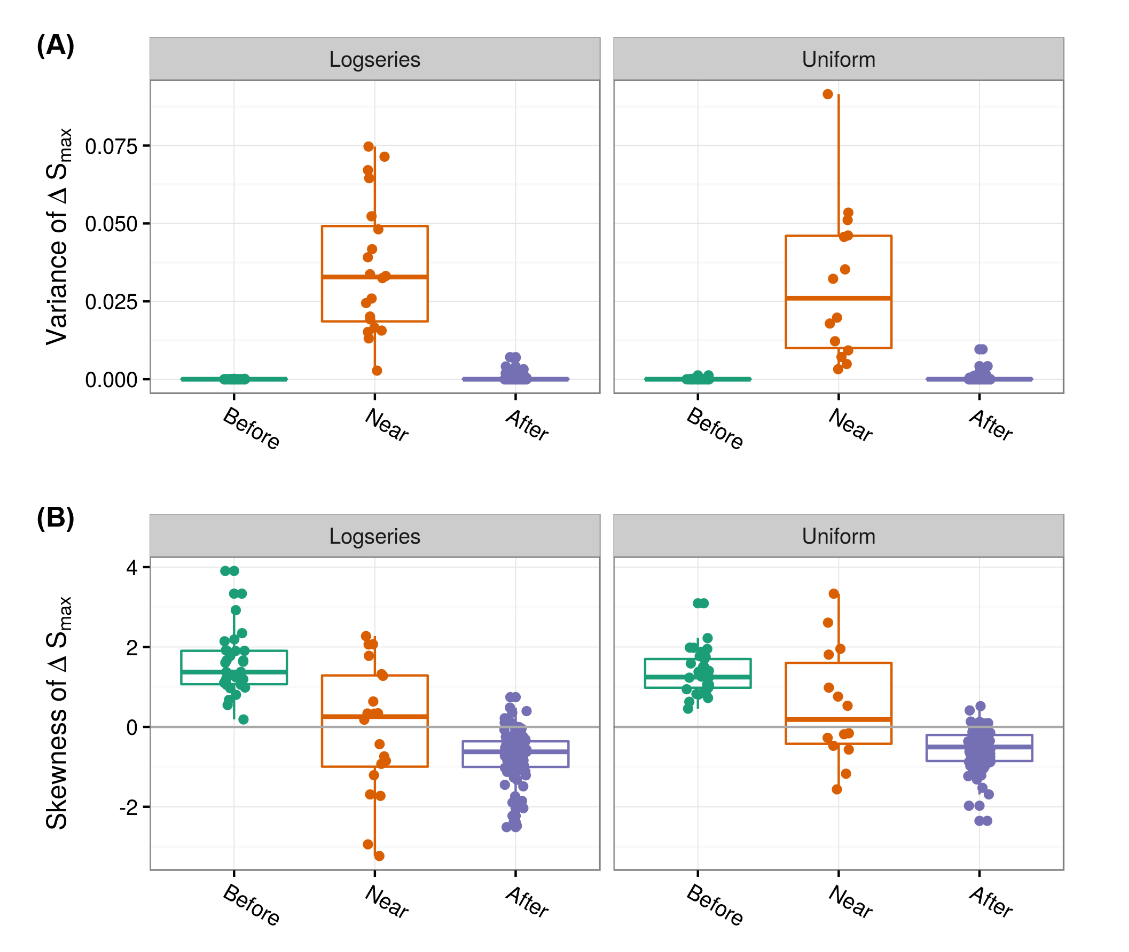 (A)
Logseries Uniform
Variance of Δ Smax
0.075
0.050
0.025
0.000
Before Near After Before Near After
(B)
Logseries Uniform
Skewness of Δ Smax
4
2
0
-2
Before Near After Before Near After